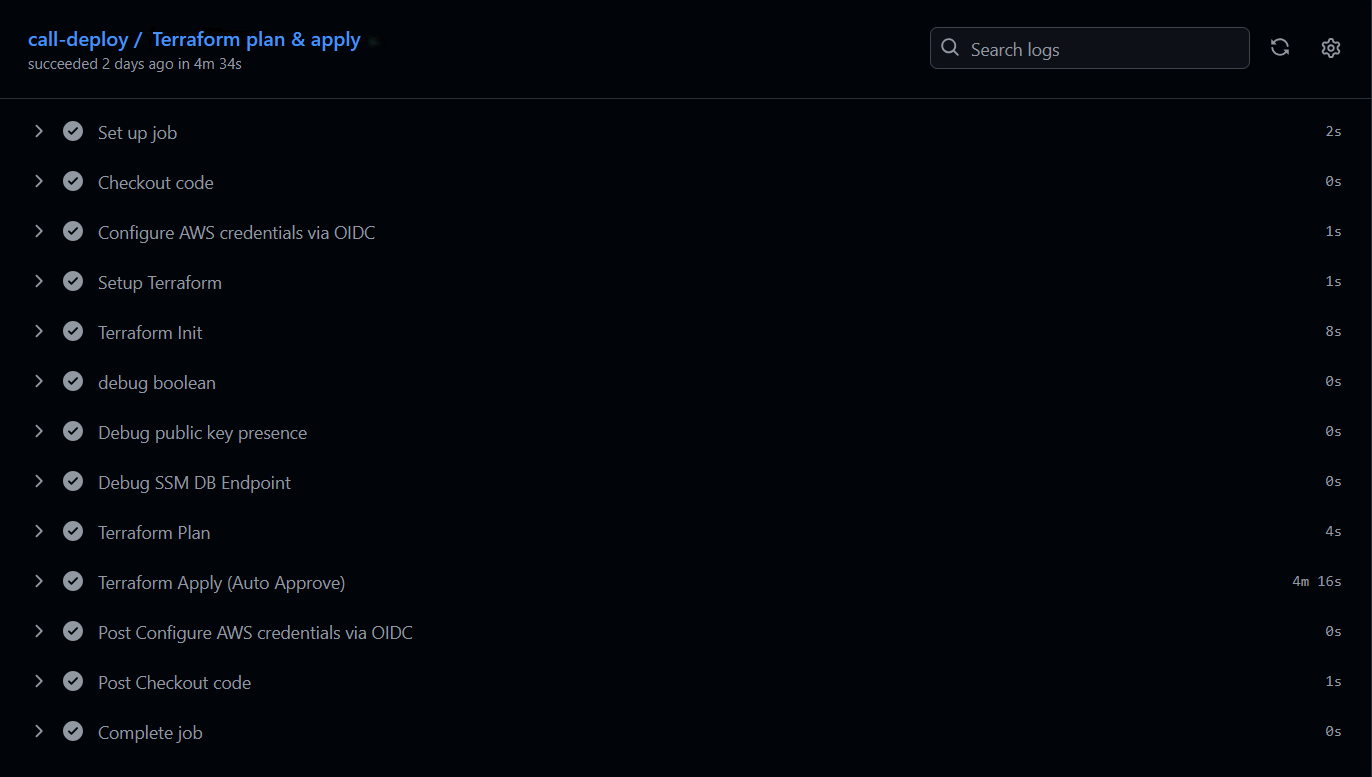 call-deploy / Terraform plan & apply
succeeded 2 days ago in 4m 34s
Search logs
Set up job 2s
Checkout code 0s
Configure AWS credentials via OIDC 1s
Setup Terraform 1s
Terraform Init 8s
debug boolean 0s
Debug public key presence 0s
Debug SSM DB Endpoint 0s
Terraform Plan 4s
Terraform Apply (Auto Approve) 4m 16s
Post Configure AWS credentials via OIDC 0s
Post Checkout code 1s
Complete job 0s